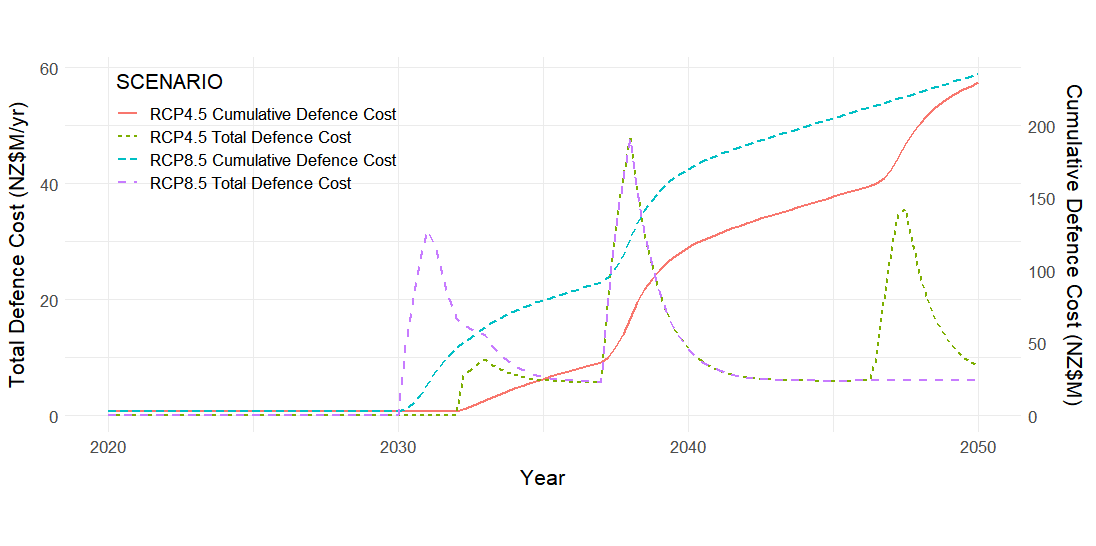 SCENARIO
RCP4.5 Cumulative Defence Cost
RCP4.5 Total Defence Cost
RCP8.5 Cumulative Defence Cost
RCP8.5 Total Defence Cost
Total Defence Cost (NZ$M/yr)
60
40
20
0
Cumulative Defence Cost (NZ$M)
200
150
100
50
0
2020
2030
2040
2050
Year